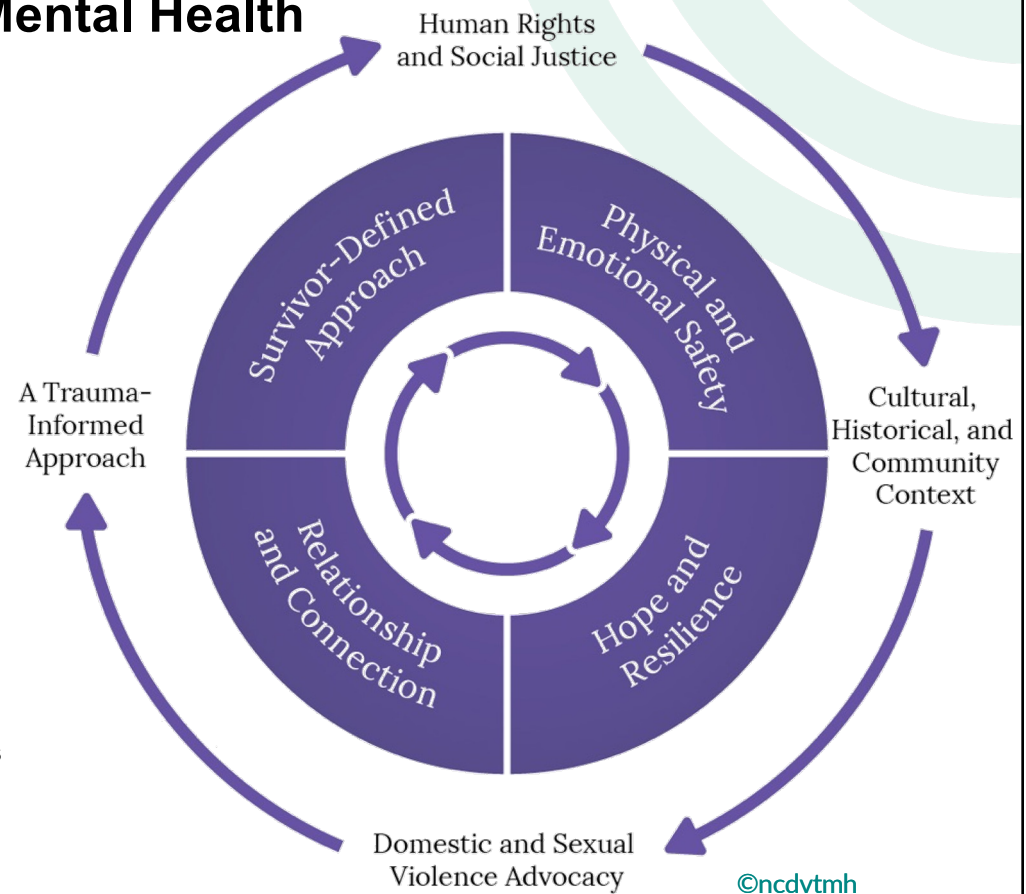 Mental Health
Human Rights
and Social Justice
Survivor-Defined
Approach
Physical and
Emotional Safety
A Trauma-
Informed
Approach
Cultural,
Historical, and
Community
Context
Relationship
and Connection
Hope and
Resilience
Domestic and Sexual
Violence Advocacy
©ncdvtmh